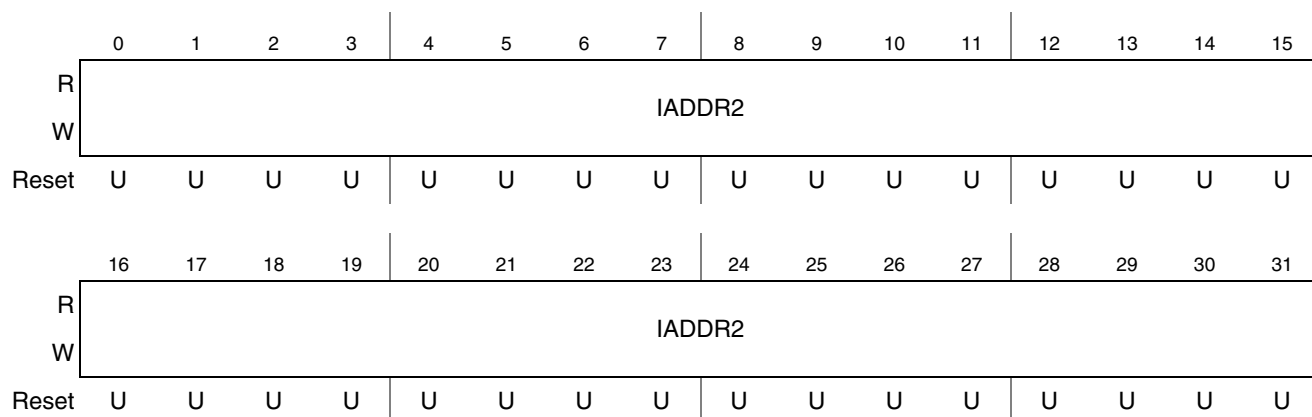 0 1 2 3 4 5 6 7 8 9 10 11 12 13 14 15
R
IADDR2
W
Reset U U U U U U U U U U U U U U U U
16 17 18 19 20 21 22 23 24 25 26 27 28 29 30 31
R
IADDR2
W
Reset U U U U U U U U U U U U U U U U